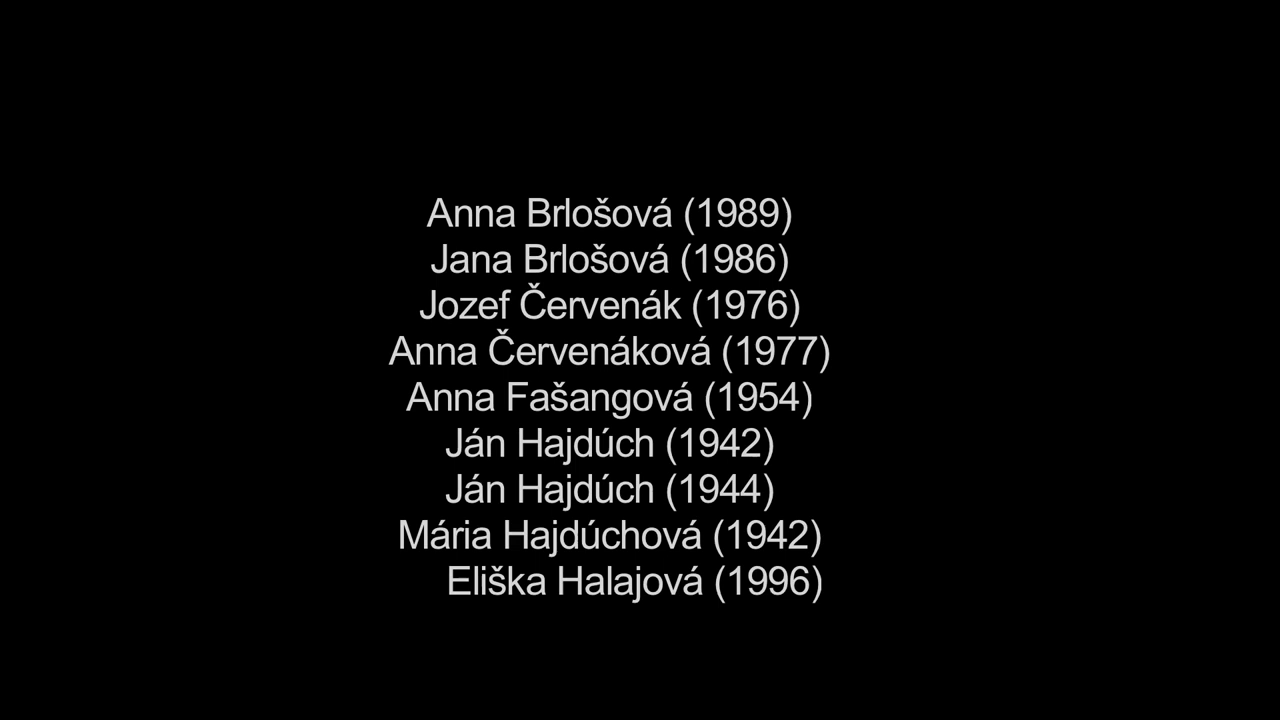 Anna Brlošová (1989)
Jana Brlošová (1986)
Jozef Červenák (1976)
Anna Červenáková (1977)
Anna Fašangová (1954)
Ján Hajdúch (1942)
Ján Hajdúch (1944)
Mária Hajdúchová (1942)
Eliška Halajová (1996)